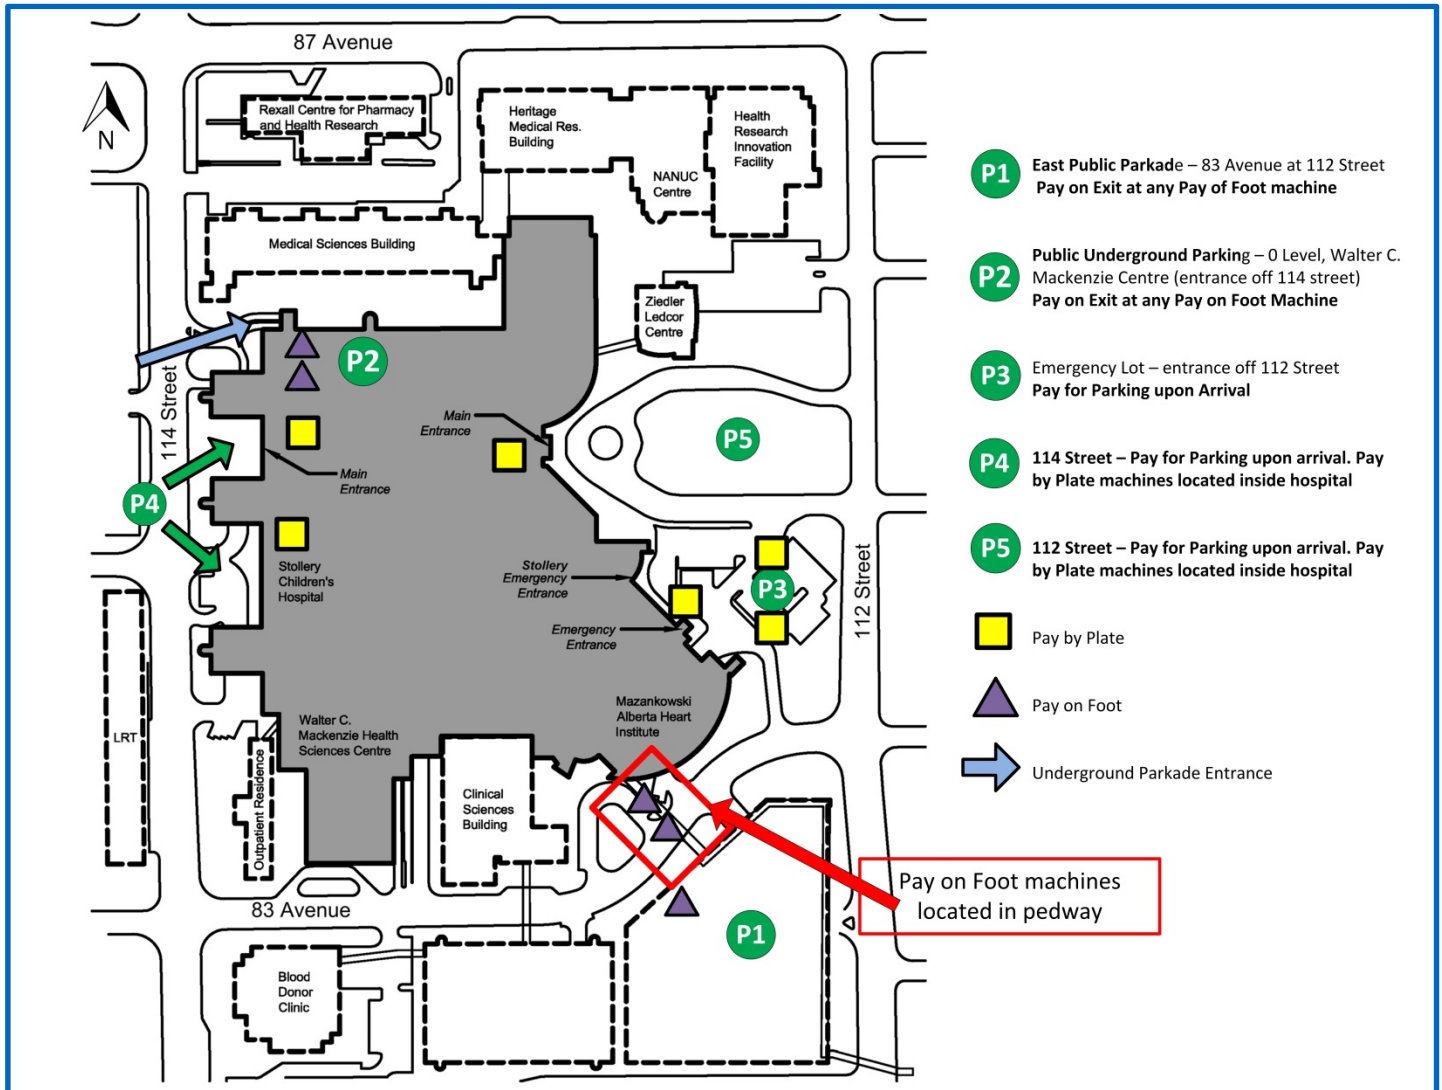 87 Avenue
N
Rexall Centre for Pharmacy
and Health Research
Heritage
Medical Res.
Building
Health
Research
Innovation
Facility
NANUC
Centre
Medical Sciences Building
Ziedler
Ledcor
Centre
P2
114 Street
Main
Entrance
Main
Entrance
P5
P4
Stollery
Children's
Hospital
Stollery
Emergency
Entrance
P3
112 Street
Emergency
Entrance
Mazankowski
Alberta Heart
Institute
Walter C.
Mackenzie Health
Sciences Centre
LRT
Outpatient Residence
Clinical
Sciences
Building
83 Avenue
P1
Blood
Donor
Clinic
Pay on Foot machines
located in pedway
P1
East Public Parkade – 83 Avenue at 112 Street
Pay on Exit at any Pay of Foot machine
P2
Public Underground Parking – 0 Level, Walter C.
Mackenzie Centre (entrance off 114 street)
Pay on Exit at any Pay on Foot Machine
P3
Emergency Lot – entrance off 112 Street
Pay for Parking upon Arrival
P4
114 Street – Pay for Parking upon arrival. Pay
by Plate machines located inside hospital
P5
112 Street – Pay for Parking upon arrival. Pay
by Plate machines located inside hospital
Pay by Plate
Pay on Foot
Underground Parkade Entrance